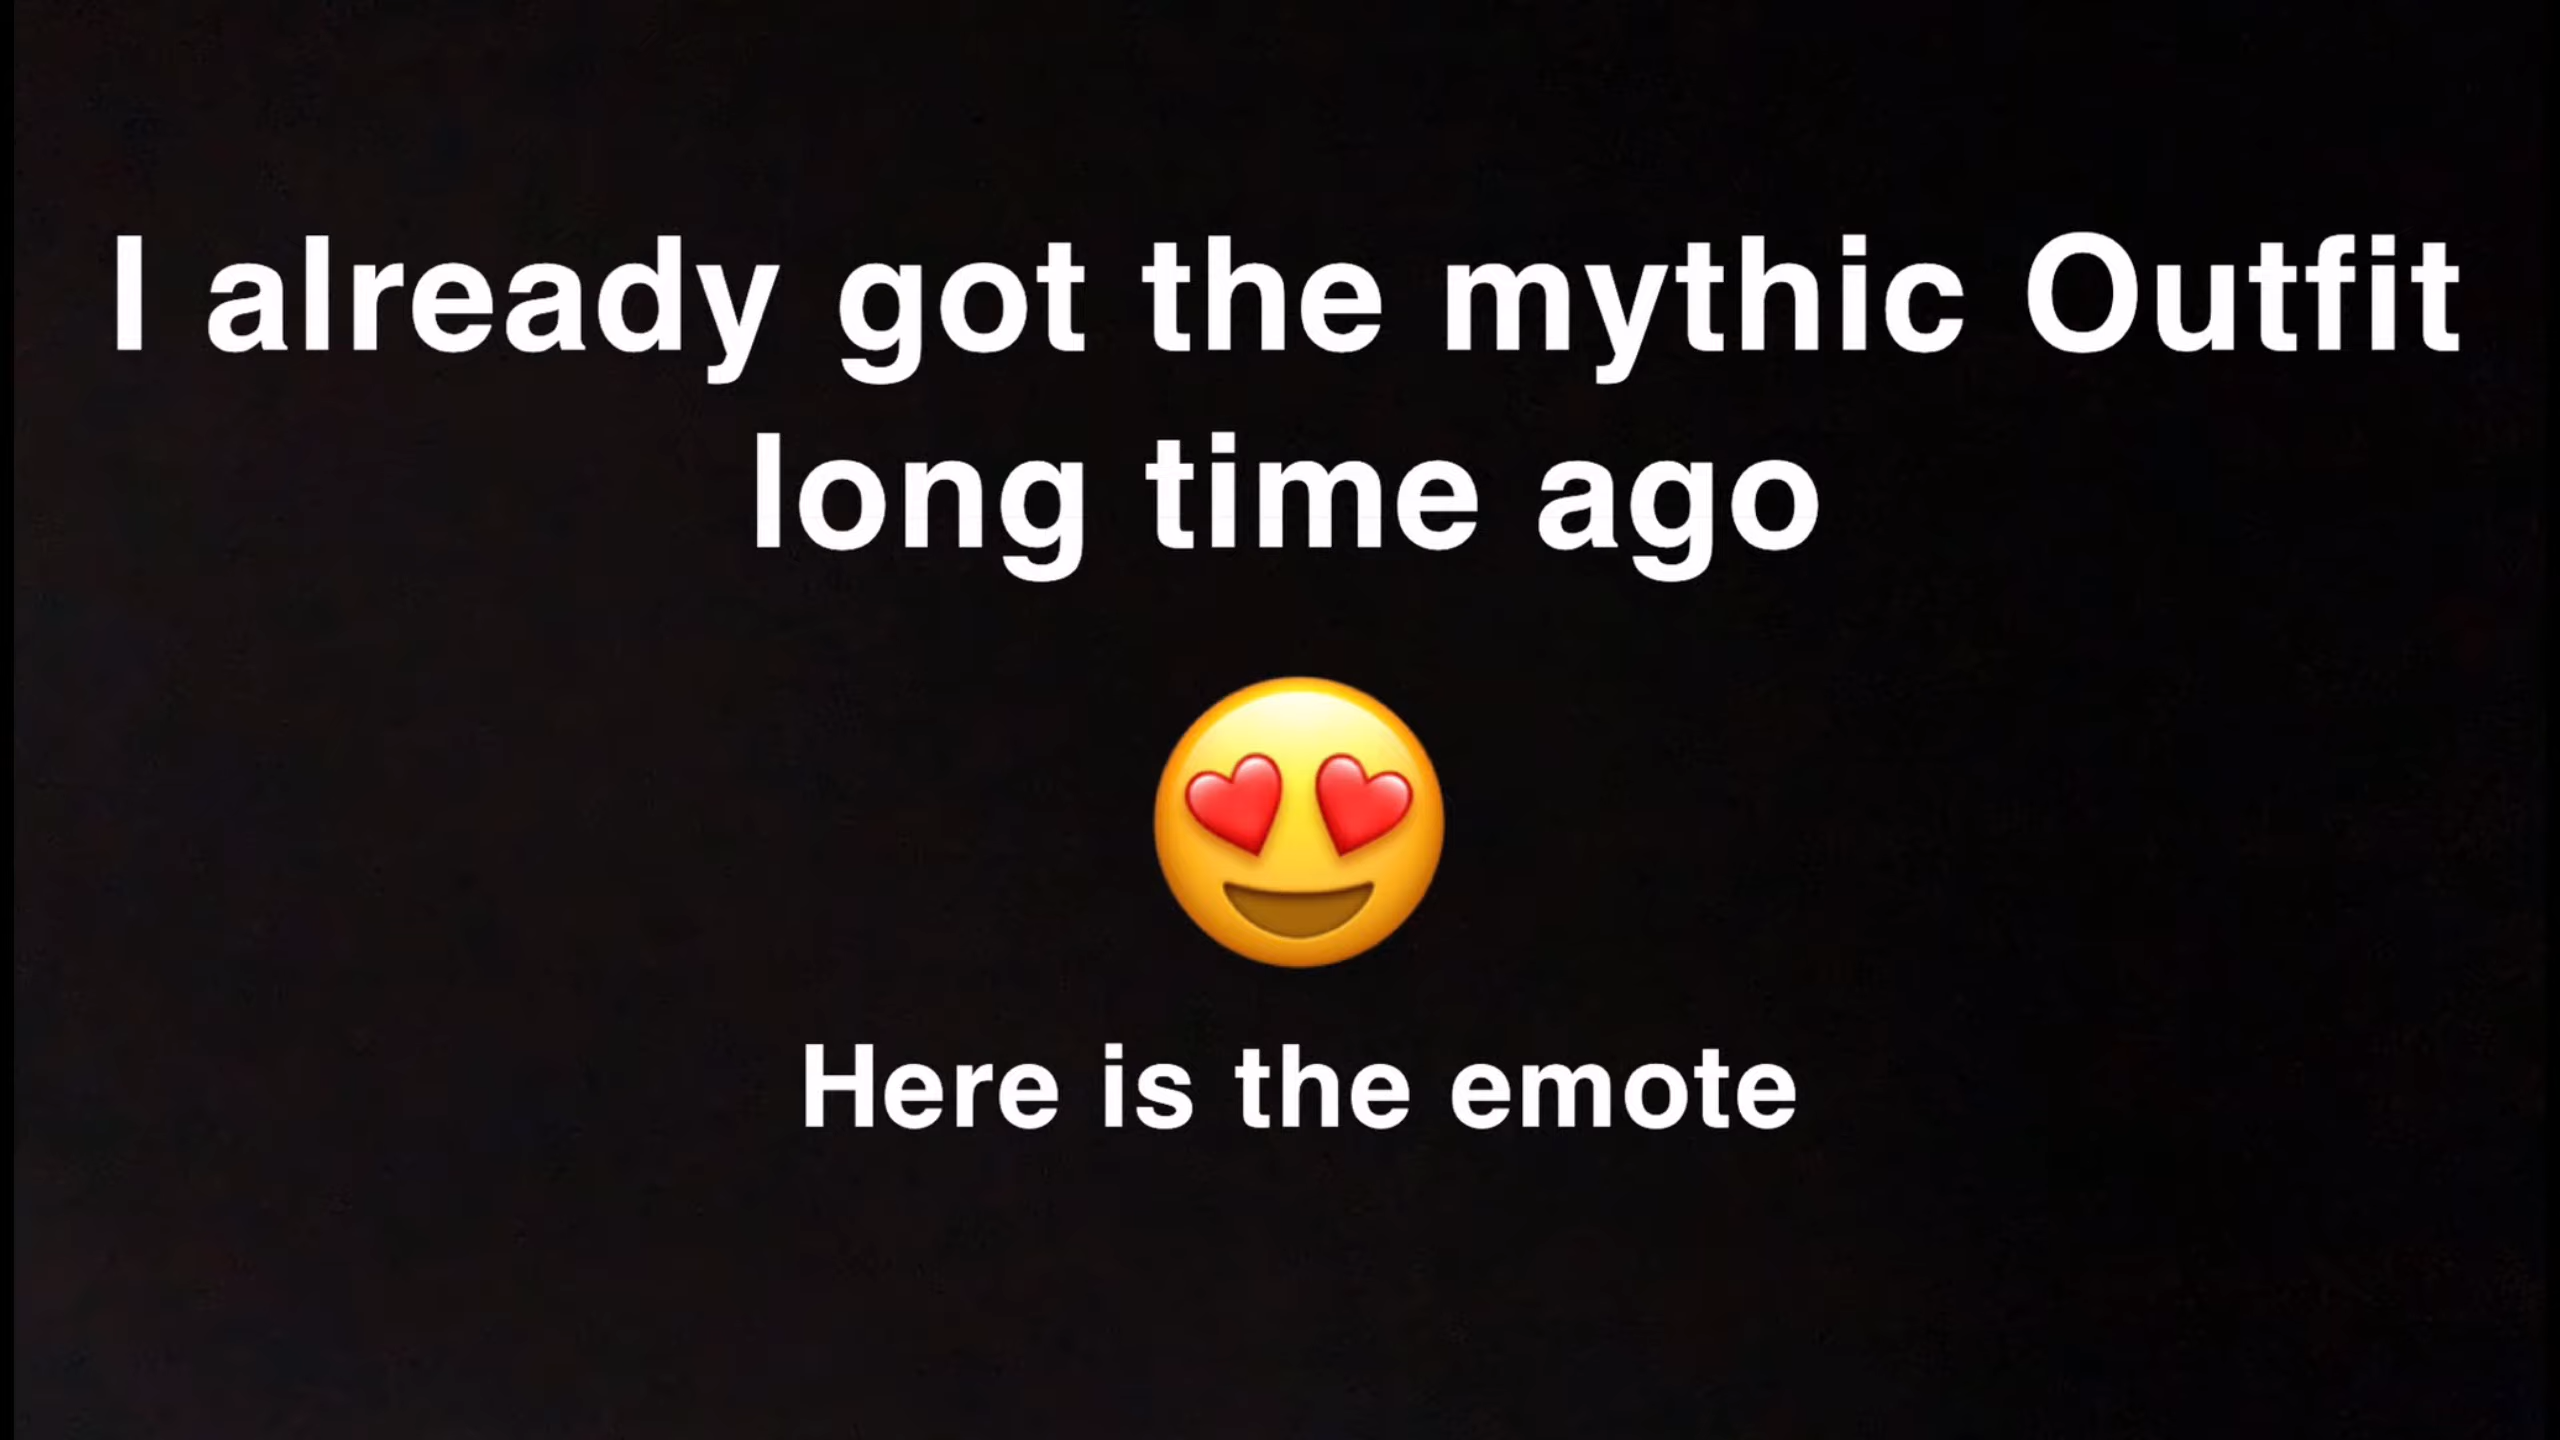 I already got the mythic Outfit
long time ago
😍
Here is the emote